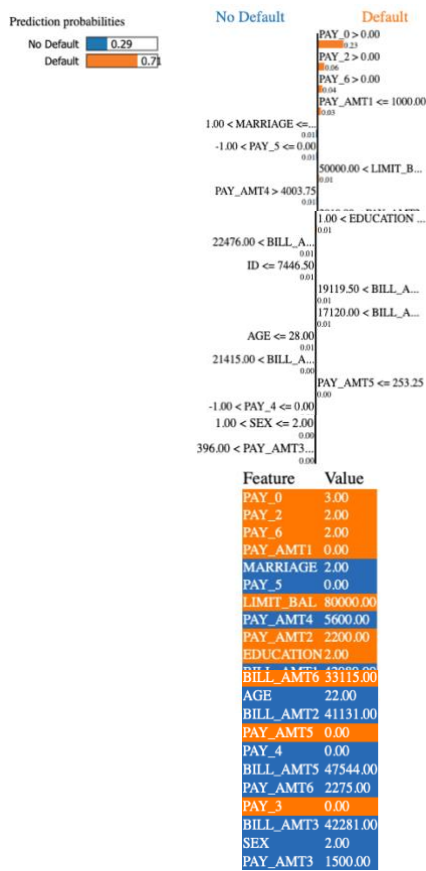 Prediction probabilities
No Default 0.29
Default 0.71
No Default Default
PAY_0 > 0.00
0.23
PAY_2 > 0.00
0.06
PAY_6 > 0.00
0.04
PAY_AMT1 <= 1000.00
0.03
1.00 < MARRIAGE <=...
0.01
-1.00 < PAY_5 <= 0.00
0.01
50000.00 < LIMIT_B...
0.01
PAY_AMT4 > 4003.75
0.01
1.00 < EDUCATION ...
0.01
22476.00 < BILL_A...
0.01
ID <= 7446.50
0.01
19119.50 < BILL_A...
0.01
17120.00 < BILL_A...
0.01
AGE <= 28.00
0.01
21415.00 < BILL_A...
0.00
PAY_AMT5 <= 253.25
0.00
-1.00 < PAY_4 <= 0.00
0.00
1.00 < SEX <= 2.00
0.00
396.00 < PAY_AMT3...
0.00
Feature Value
PAY_0 3.00
PAY_2 2.00
PAY_6 2.00
PAY_AMT1 0.00
MARRIAGE 2.00
PAY_5 0.00
LIMIT_BAL 80000.00
PAY_AMT4 5600.00
PAY_AMT2 2200.00
EDUCATION 2.00
BILL_AMT6 33115.00
AGE 22.00
BILL_AMT2 41131.00
PAY_AMT5 0.00
PAY_4 0.00
BILL_AMT5 47544.00
PAY_AMT6 2275.00
PAY_3 0.00
BILL_AMT3 42281.00
SEX 2.00
PAY_AMT3 1500.00